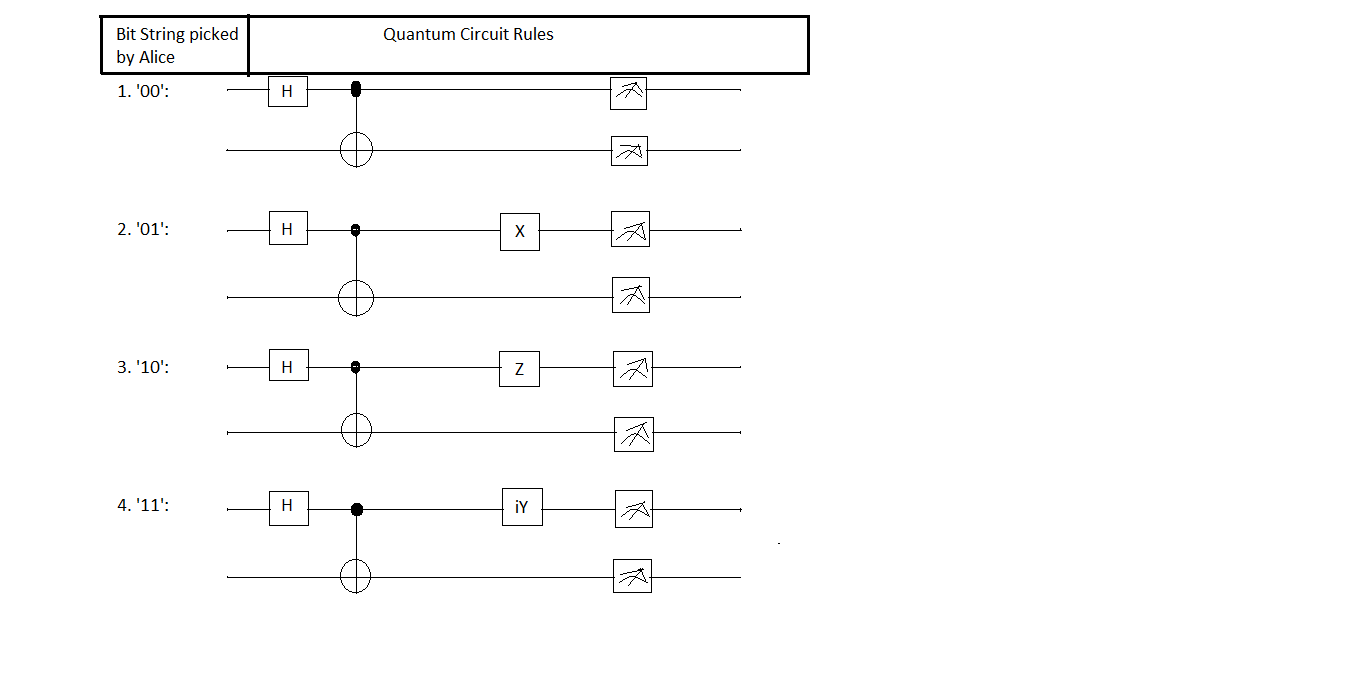 Bit String picked
by Alice
Quantum Circuit Rules
1. '00':
H
2. '01':
H
X
3. '10':
H
Z
4. '11':
H
iY